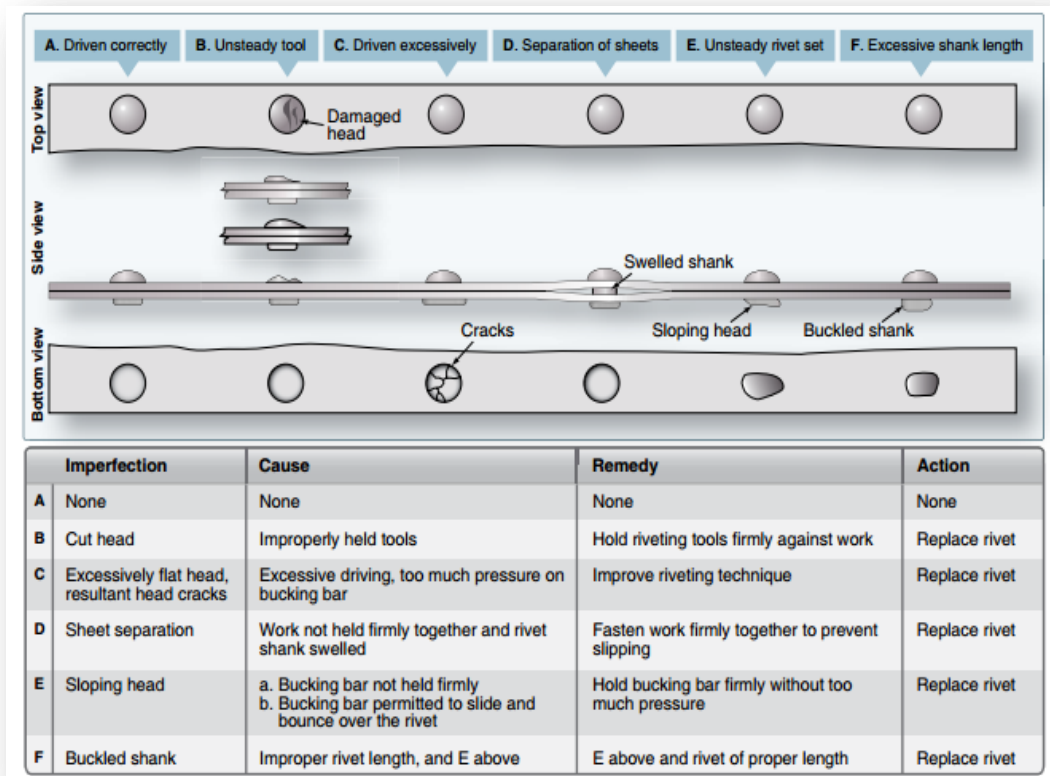 A. Driven correctly
B. Unsteady tool
C. Driven excessively
D. Separation of sheets
E. Unsteady rivet set
F. Excessive shank length
Top view
Damaged
head
Side view
Swelled shank
Sloping head
Buckled shank
Bottom view
Cracks
Imperfection Cause Remedy Action
A None None None None
B Cut head Improperly held tools Hold riveting tools firmly against work Replace rivet
C Excessively flat head, Excessive driving, too much pressure on Improve riveting technique Replace rivet
resultant head cracks bucking bar
D Sheet separation Work not held firmly together and rivet Fasten work firmly together to prevent Replace rivet
shank swelled slipping
E Sloping head a. Bucking bar not held firmly Hold bucking bar firmly without too Replace rivet
b. Bucking bar permitted to slide and much pressure
bounce over the rivet
F Buckled shank Improper rivet length, and E above E above and rivet of proper length Replace rivet